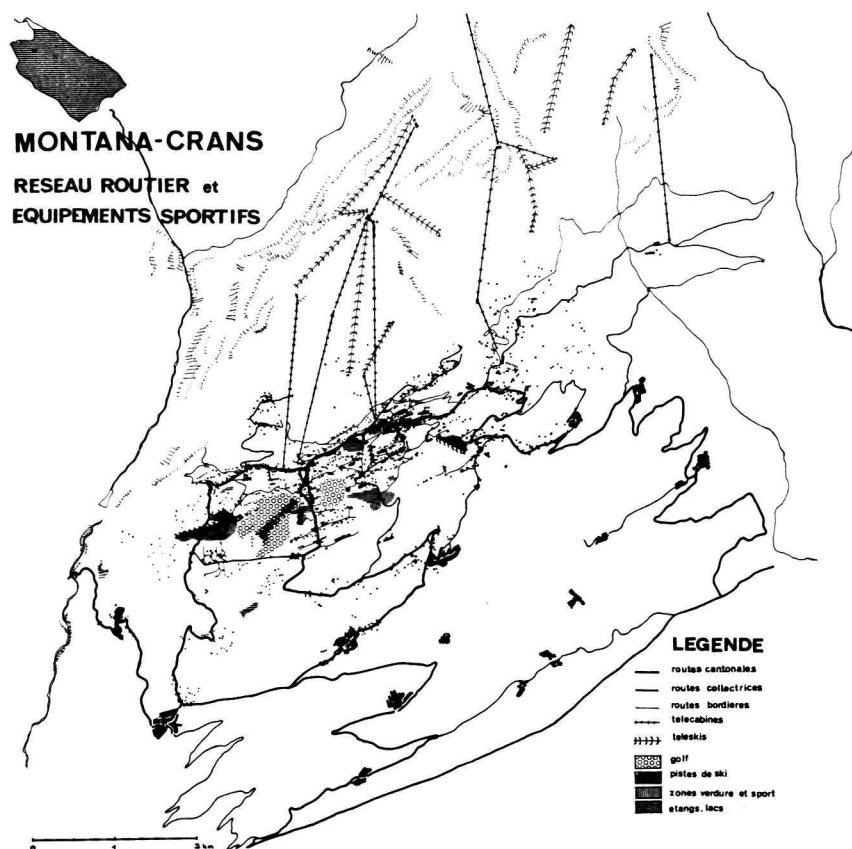 MONTANA-CRANS
RESEAU ROUTIER et
EQUIPEMENTS SPORTIFS
LEGENDE
routes cantonales
routes collectrices
routes bordieres
telecabines
teleskis
golf
pistes de ski
zones verdure et sport
etangs, lacs
0 1 2 km